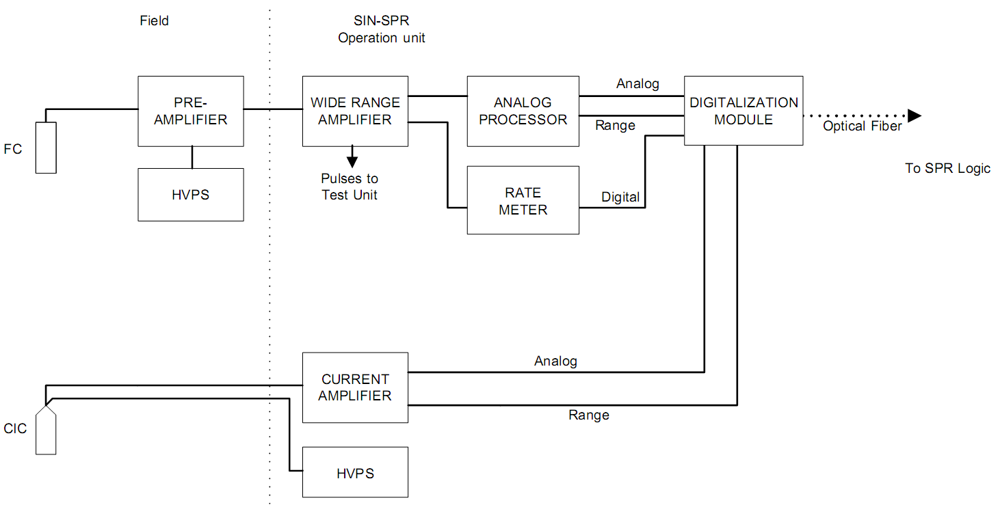 Field
SIN-SPR
Operation unit
PRE-
AMPLIFIER
WIDE RANGE
AMPLIFIER
ANALOG
PROCESSOR
Analog
Range
DIGITALIZATION
MODULE
Optical Fiber
FC
HVPS
Pulses to
Test Unit
RATE
METER
Digital
To SPR Logic
CURRENT
AMPLIFIER
Analog
Range
CIC
HVPS